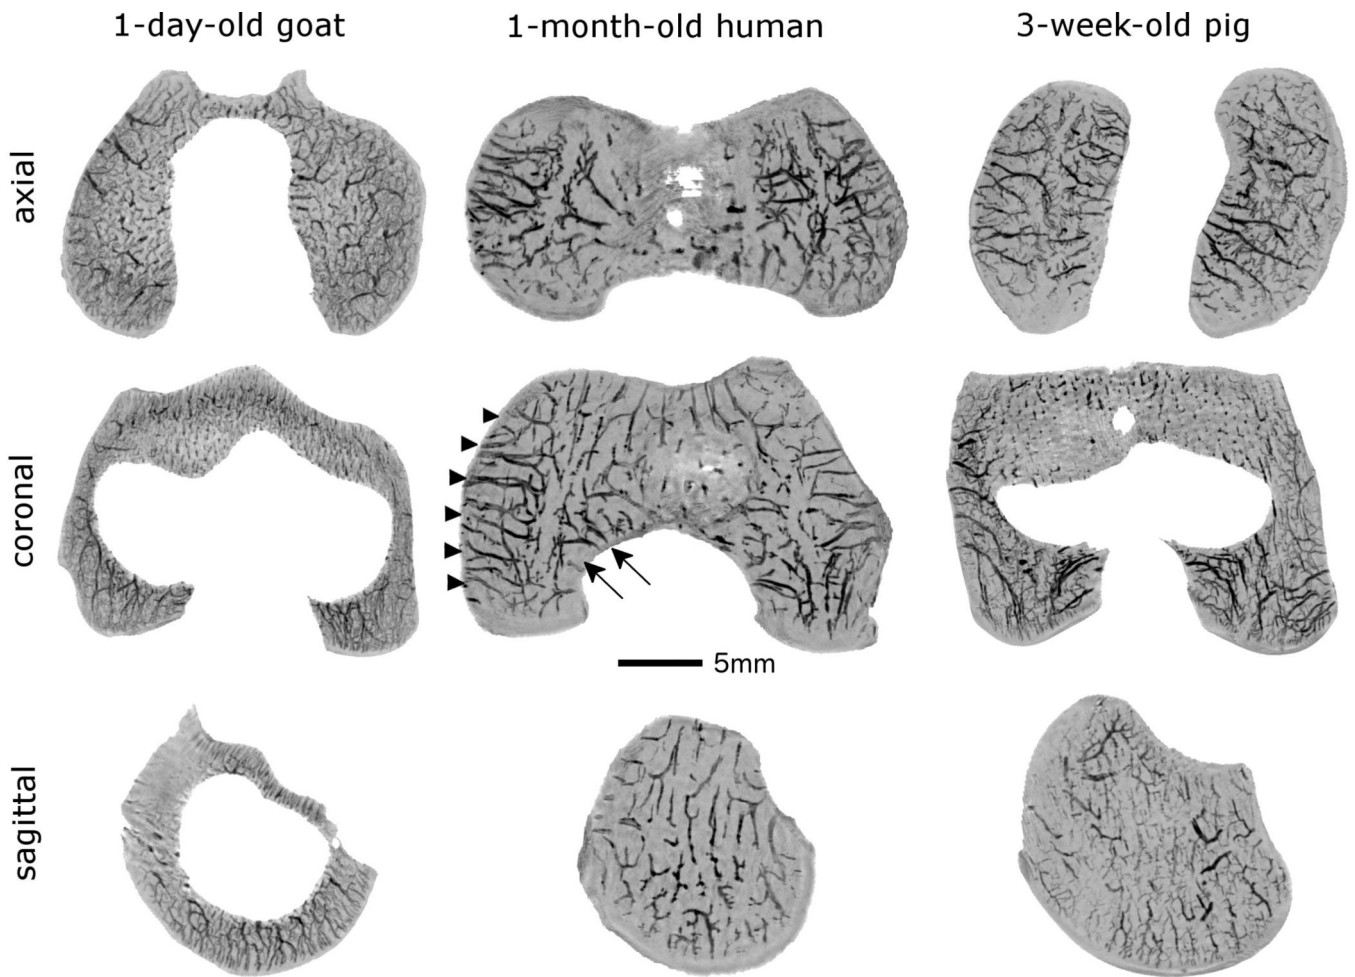 1-day-old goat
1-month-old human
3-week-old pig
axial
coronal
5mm
sagittal